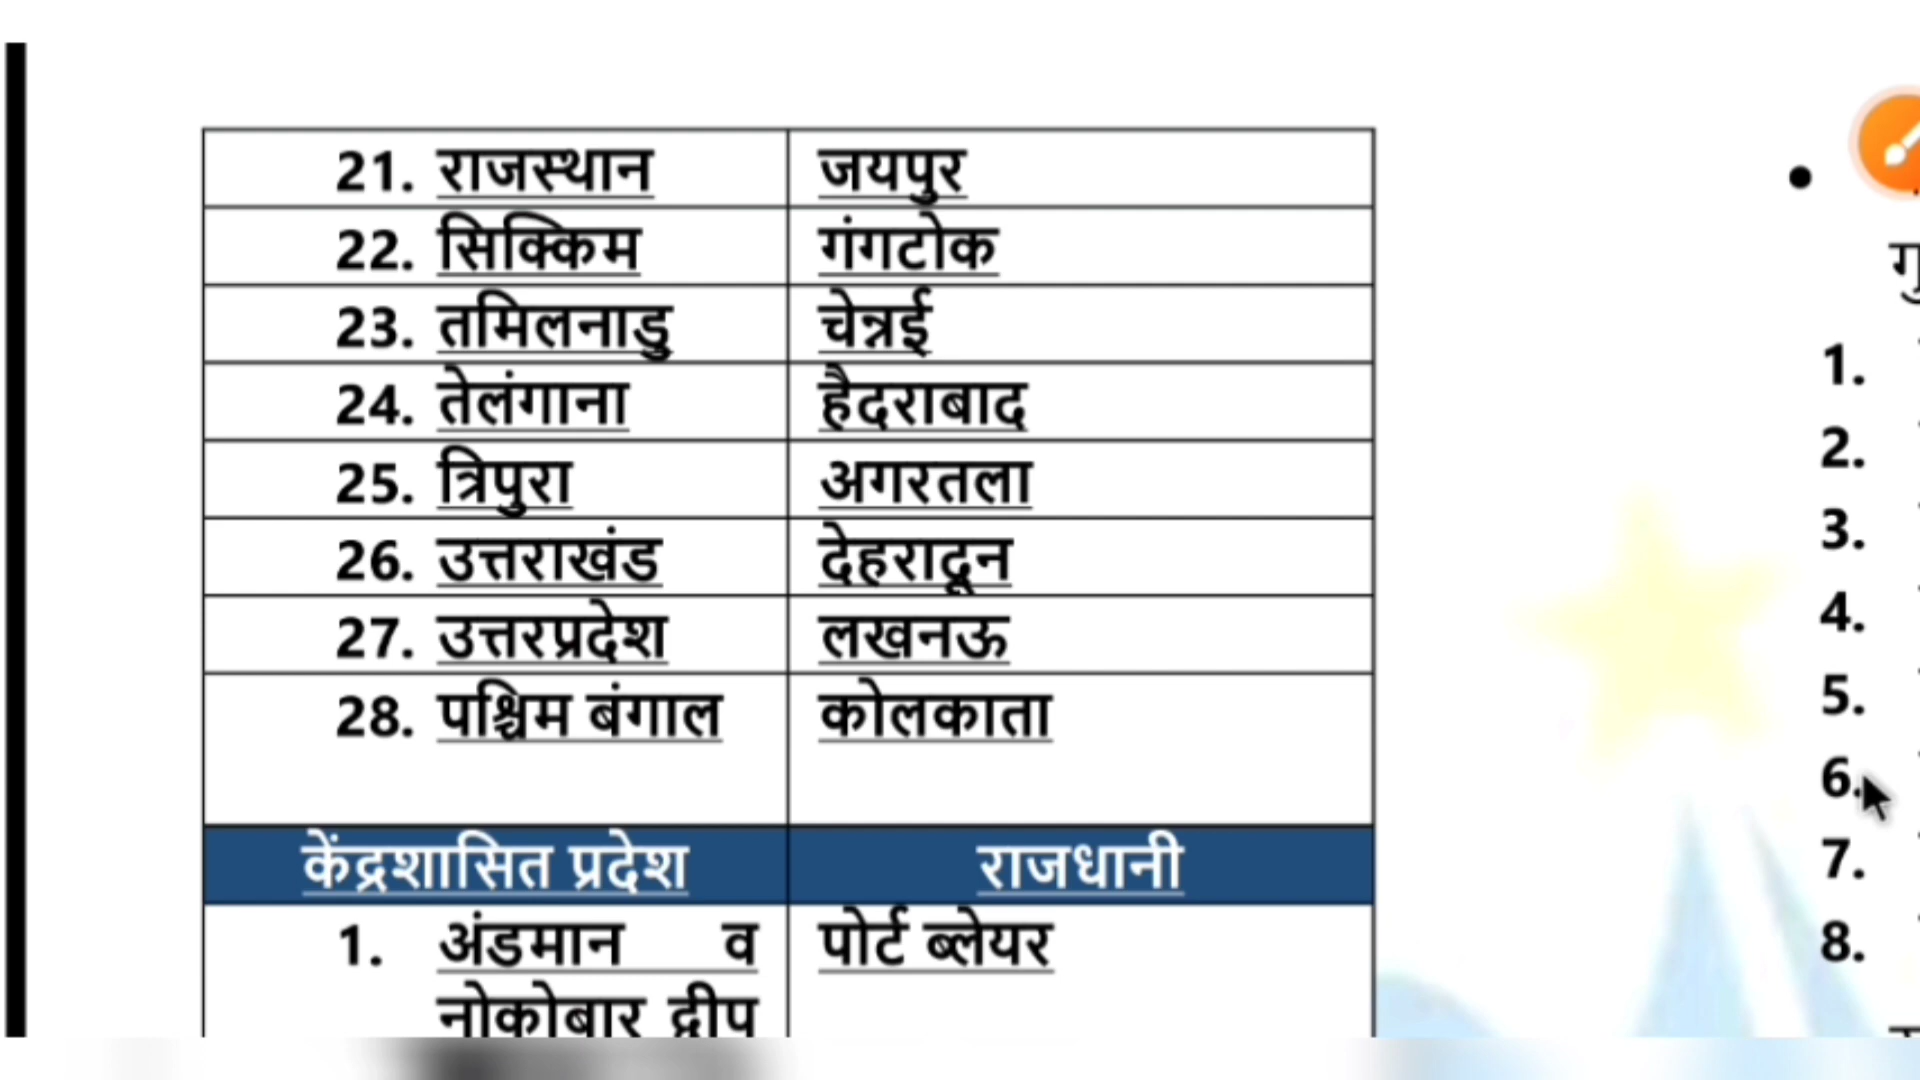 21. राजस्थान जयपुर
22. सिक्किम गंगटोक
23. तमिलनाडु चेन्नई
24. तेलंगाना हैदराबाद
25. त्रिपुरा अगरतला
26. उत्तराखंड देहरादून
27. उत्तरप्रदेश लखनऊ
28. पश्चिम बंगाल कोलकाता
केंद्रशासित प्रदेश राजधानी
1. अंडमान व पोर्ट ब्लेयर
नोकोबार द्वीप
•
गु
1.
2.
3.
4.
5.
6.
7.
8.